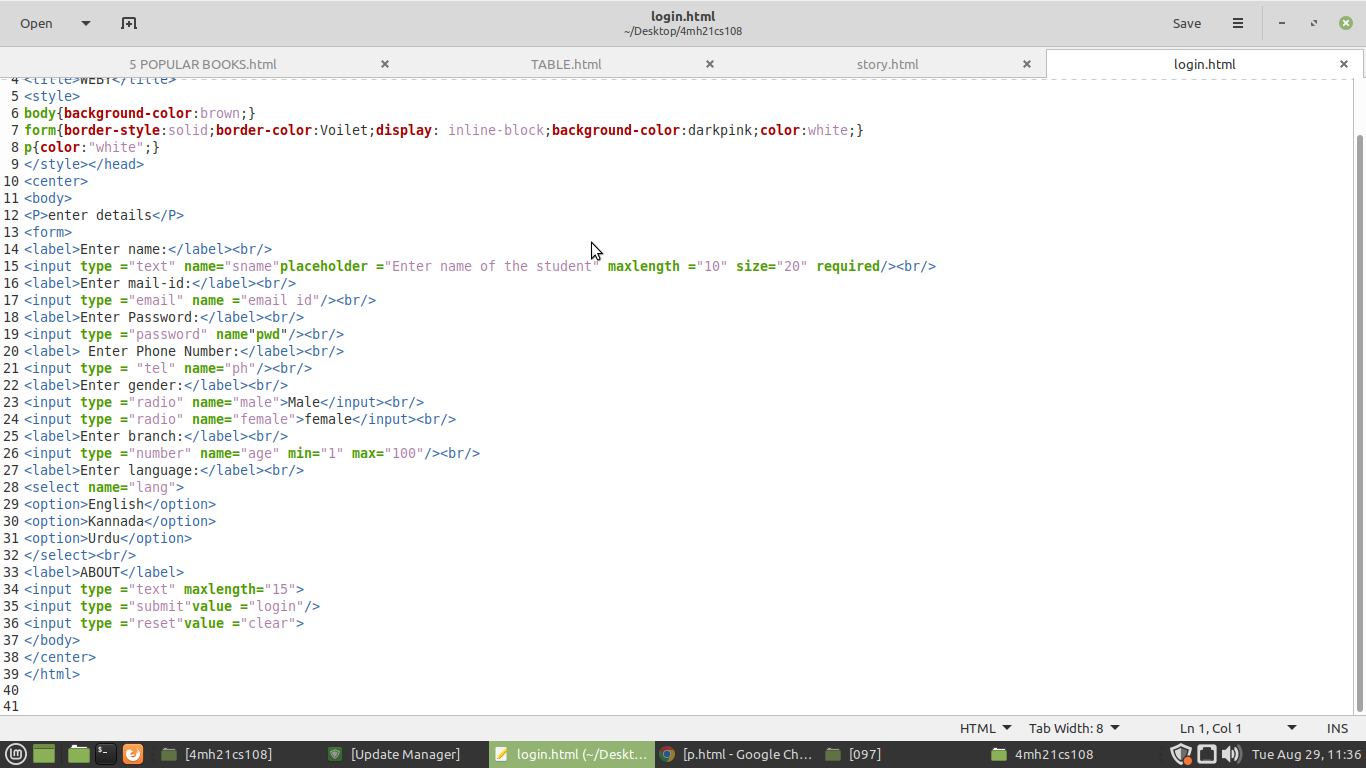 Open
login.html
~/Desktop/4mh21cs108
Save
5 POPULAR BOOKS.html
TABLE.html
story.html
login.html
4 <title>WEBY</title>
5 <style>
6 body{background-color:brown;}
7 form{border-style:solid;border-color:Voilet;display: inline-block;background-color:darkpink;color:white;}
8 p{color:"white";}
9 </style></head>
10 <center>
11 <body>
12 <P>enter details</P>
13 <form>
14 <label>Enter name:</label><br/>
15 <input type ="text" name="sname"placeholder ="Enter name of the student" maxlength ="10" size="20" required/><br/>
16 <label>Enter mail-id:</label><br/>
17 <input type ="email" name ="email id"/><br/>
18 <label>Enter Password:</label><br/>
19 <input type ="password" name"pwd"/><br/>
20 <label> Enter Phone Number:</label><br/>
21 <input type = "tel" name="ph"/><br/>
22 <label>Enter gender:</label><br/>
23 <input type ="radio" name="male">Male</input><br/>
24 <input type ="radio" name="female">female</input><br/>
25 <label>Enter branch:</label><br/>
26 <input type ="number" name="age" min="1" max="100"/><br/>
27 <label>Enter language:</label><br/>
28 <select name="lang">
29 <option>English</option>
30 <option>Kannada</option>
31 <option>Urdu</option>
32 </select><br/>
33 <label>ABOUT</label>
34 <input type ="text" maxlength="15">
35 <input type ="submit"value ="login"/>
36 <input type ="reset"value ="clear">
37 </body>
38 </center>
39 </html>
40
41
HTML
Tab Width: 8
Ln 1, Col 1
INS
[4mh21cs108]
[Update Manager]
login.html (~/Deskt...
[p.html - Google Ch...
[097]
4mh21cs108
Tue Aug 29, 11:36